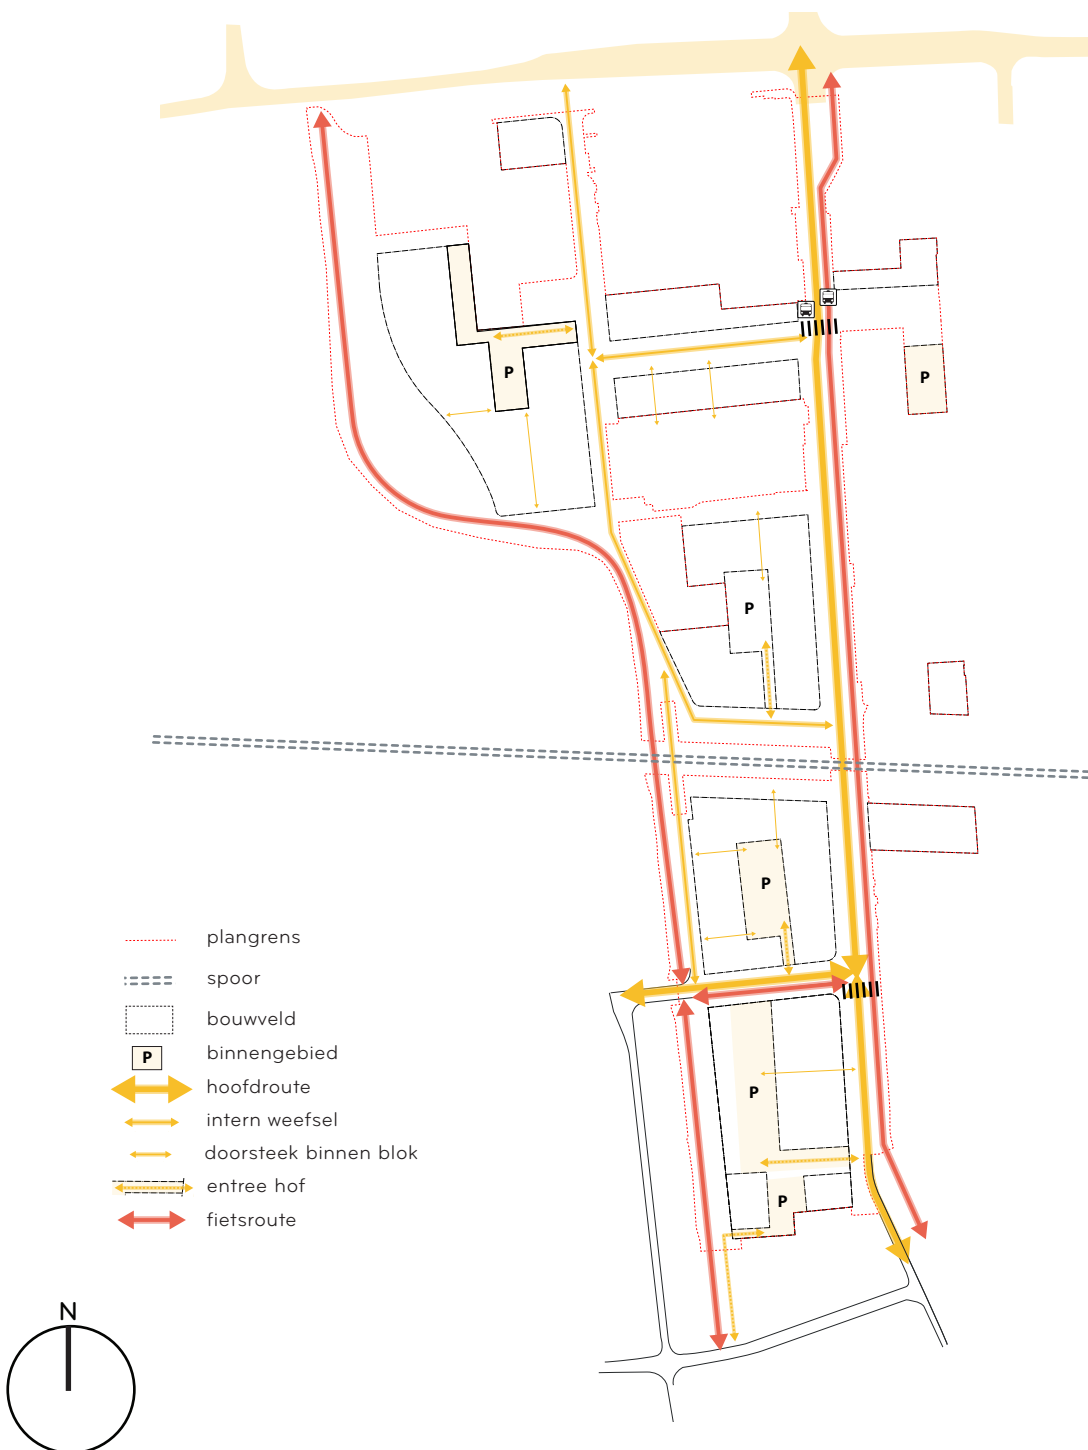 P
P
P
P
P
P
plangrens
spoor
bouwveld
P binnengebied
hoofdroute
intern weefsel
doorsteek binnen blok
entree hof
fietsroute
N